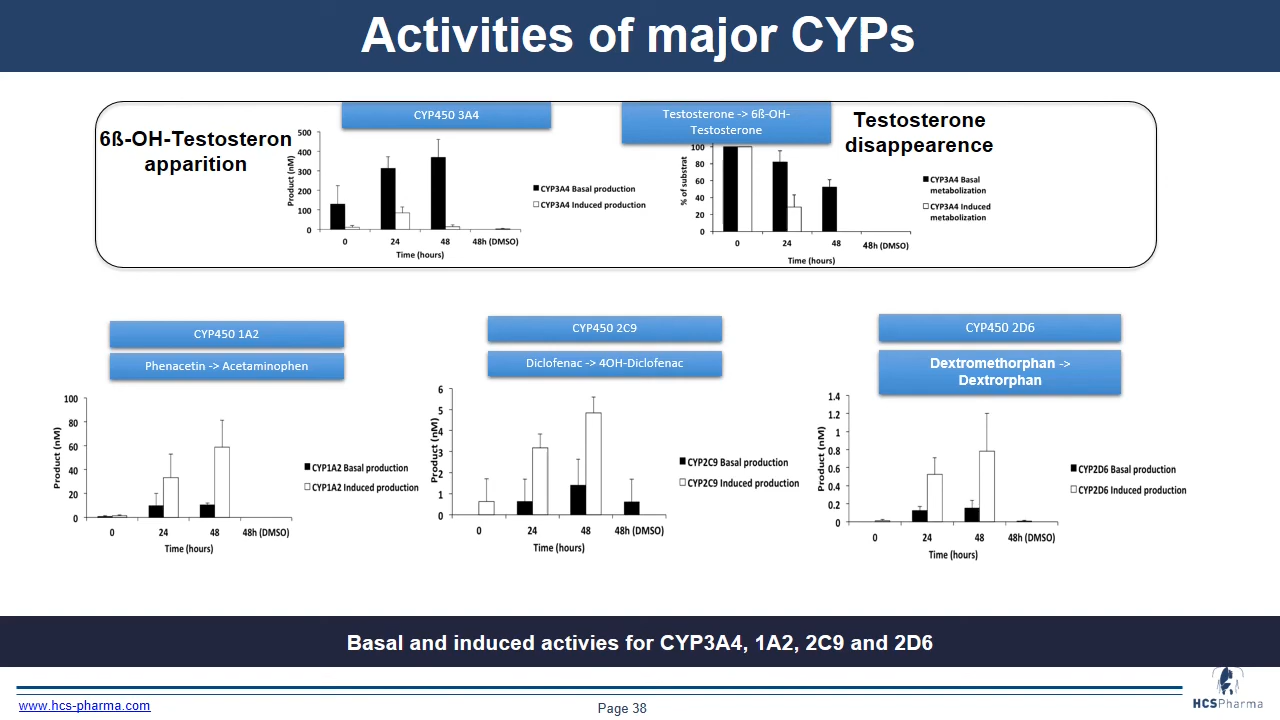 Activities of major CYPs
CYP450 3A4
6ß-OH-Testosteron
apparition
Product (nM)
500
400
300
200
100
0
0
24
48
48h (DMSO)
Time (hours)
CYP3A4 Basal production
CYP3A4 Induced production
Testosterone -> 6ß-OH-
Testosterone
Testosterone
disappearence
% of substrat
100
80
60
40
20
0
0
24
48
48h (DMSO)
Time (hours)
CYP3A4 Basal
metabolization
CYP3A4 Induced
metabolization
CYP450 1A2
Phenacetin -> Acetaminophen
Product (nM)
100
80
60
40
20
0
0
24
48
48h (DMSO)
Time (hours)
CYP1A2 Basal production
CYP1A2 Induced production
CYP450 2C9
Diclofenac -> 4OH-Diclofenac
Product (nM)
6
5
4
3
2
1
0
0
24
48
48h (DMSO)
Time (hours)
CYP2C9 Basal production
CYP2C9 Induced production
CYP450 2D6
Dextromethorphan ->
Dextrorphan
Product (nM)
1.4
1.2
1
0.8
0.6
0.4
0.2
0
0
24
48
48h (DMSO)
Time (hours)
CYP2D6 Basal production
CYP2D6 Induced production
Basal and induced activies for CYP3A4, 1A2, 2C9 and 2D6
www.hcs-pharma.com
Page 38
HCSPharma